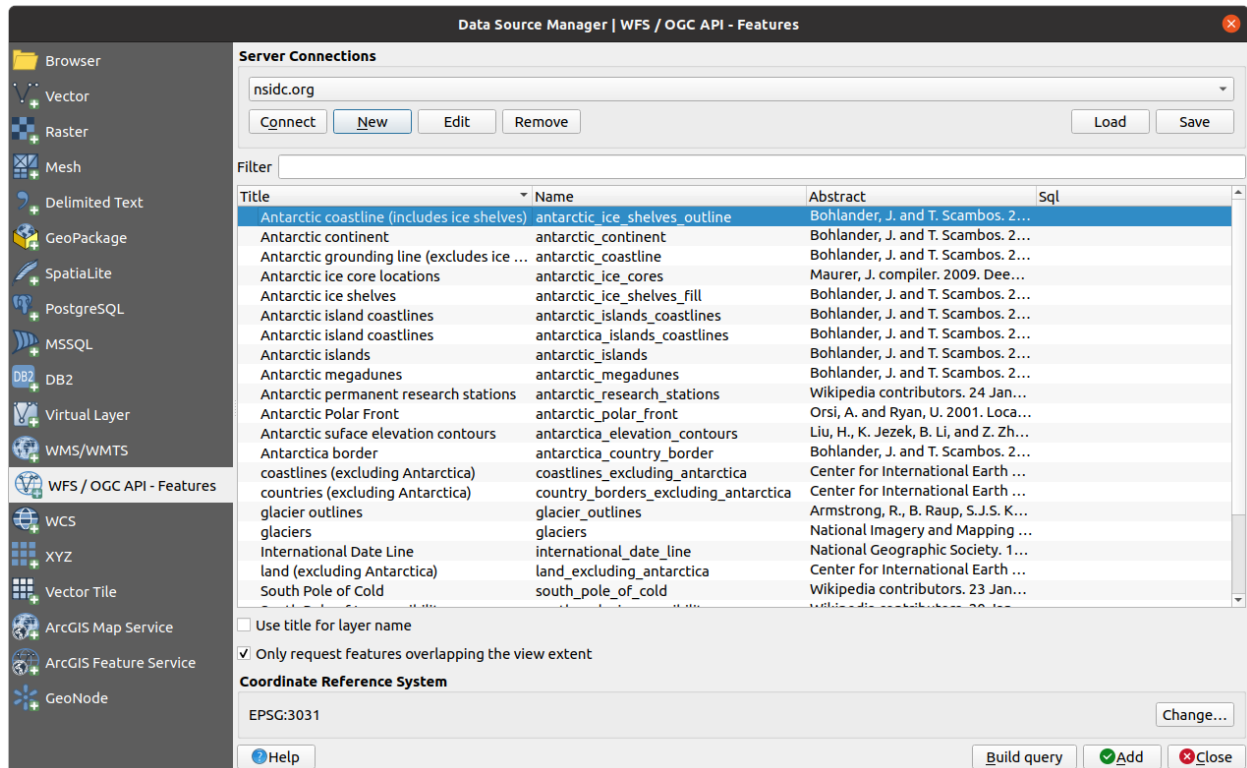 Data Source Manager | WFS / OGC API - Features
Browser
Vector
Raster
Mesh
Delimited Text
GeoPackage
SpatiaLite
PostgreSQL
MSSQL
DB2
Virtual Layer
WMS/WMTS
WFS / OGC API - Features
WCS
XYZ
Vector Tile
ArcGIS Map Service
ArcGIS Feature Service
GeoNode
Server Connections
nsidc.org
Connect New Edit Remove Load Save
Filter
Title Name Abstract Sql
Antarctic coastline (includes ice shelves) antarctic_ice_shelves_outline Bohlander, J. and T. Scambos. 2...
Antarctic continent antarctic_continent Bohlander, J. and T. Scambos. 2...
Antarctic grounding line (excludes ice ... antarctic_coastline Bohlander, J. and T. Scambos. 2...
Antarctic ice core locations antarctic_ice_cores Maurer, J. compiler. 2009. Dee...
Antarctic ice shelves antarctic_ice_shelves_fill Bohlander, J. and T. Scambos. 2...
Antarctic island coastlines antarctic_islands_coastlines Bohlander, J. and T. Scambos. 2...
Antarctic island coastlines antarctica_islands_coastlines Bohlander, J. and T. Scambos. 2...
Antarctic islands antarctic_islands Bohlander, J. and T. Scambos. 2...
Antarctic megadunes antarctic_megadunes Bohlander, J. and T. Scambos. 2...
Antarctic permanent research stations antarctic_research_stations Wikipedia contributors. 24 Jan...
Antarctic Polar Front antarctic_polar_front Orsi, A. and Ryan, U. 2001. Loca...
Antarctic suface elevation contours antarctica_elevation_contours Liu, H., K. Jezek, B. Li, and Z. Zh...
Antarctica border antarctica_country_border Bohlander, J. and T. Scambos. 2...
coastlines (excluding Antarctica) coastlines_excluding_antarctica Center for International Earth ...
countries (excluding Antarctica) country_borders_excluding_antarctica Center for International Earth ...
glacier outlines glacier_outlines Armstrong, R., B. Raup, S.J.S. K...
glaciers glaciers National Imagery and Mapping ...
International Date Line international_date_line National Geographic Society. 1...
land (excluding Antarctica) land_excluding_antarctica Center for International Earth ...
South Pole of Cold south_pole_of_cold Wikipedia contributors. 23 Jan...
Use title for layer name
Only request features overlapping the view extent
Coordinate Reference System
EPSG:3031
Change...
Help Build query Add Close